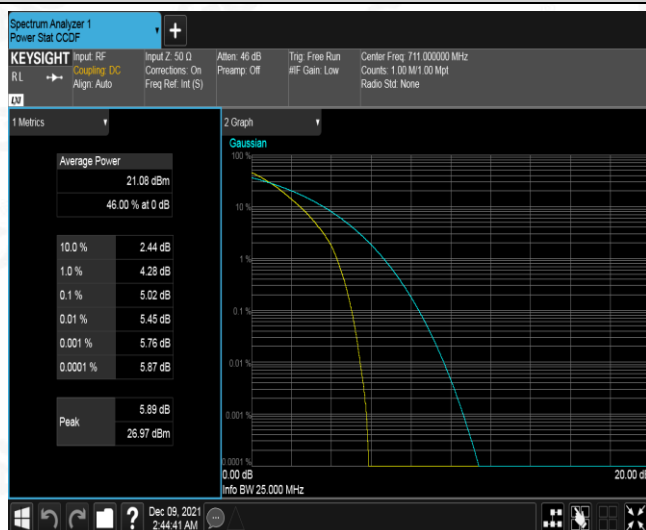 Spectrum Analyzer 1
Power Stat CCDF
+
KEYSIGHT
RL
LXI
Input: RF
Coupling: DC
Align: Auto
Input Z: 50 Ω
Corrections: On
Freq Ref: Int (S)
Atten: 46 dB
Preamp: Off
Trig: Free Run
#IF Gain: Low
Center Freq: 711.000000 MHz
Counts: 1.00 M/1.00 Mpt
Radio Std: None
1 Metrics
Average Power
21.08 dBm
46.00 % at 0 dB
10.0 % 2.44 dB
1.0 % 4.28 dB
0.1 % 5.02 dB
0.01 % 5.45 dB
0.001 % 5.76 dB
0.0001 % 5.87 dB
Peak
5.89 dB
26.97 dBm
2 Graph
Gaussian
100 %
10 %
1 %
0.1 %
0.01 %
0.001 %
0.0001 %
0.00 dB
20.00 dB
Info BW 25.000 MHz
?
Dec 09, 2021
2:44:41 AM